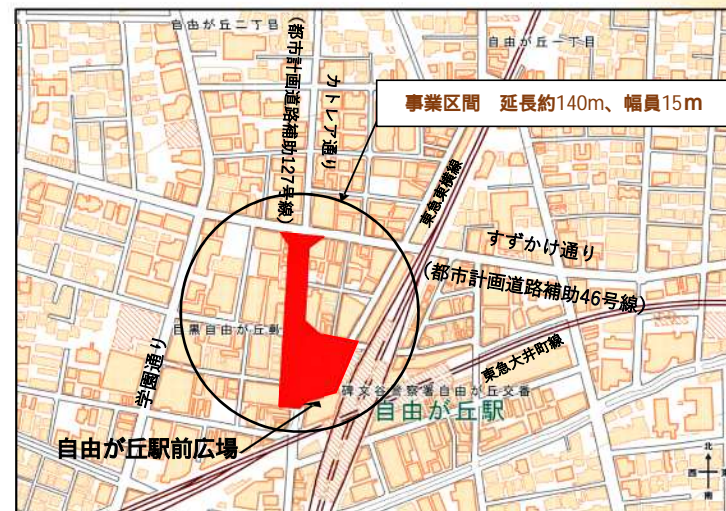 自由が丘二丁目
自由が丘一丁目
(都市計画道路補助127号線)
カトレア通り
事業区間 延長約140m、幅員15m
東急東横線
すずかけ通り
(都市計画道路補助46号線)
目黒自由が丘郵
学園通り
東急大井町線
碑文谷警察署自由が丘交番
自由が丘駅
自由が丘駅前広場
北
西
東
南